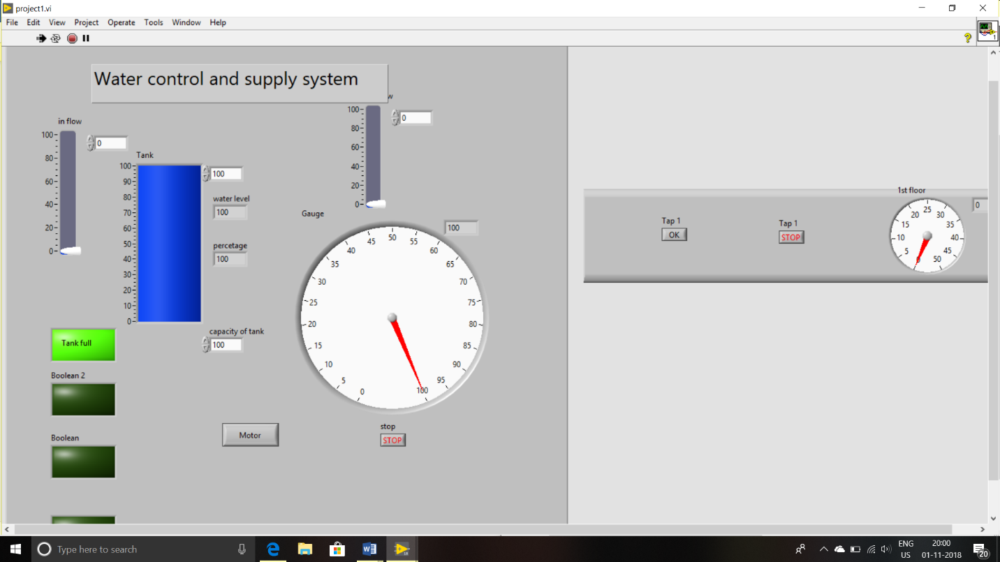 project1.vi
File Edit View Project Operate Tools Window Help
?
1
Water control and supply system
w
in flow
100
80
60
40
20
0
0
Tank
100
90
80
70
60
50
40
30
20
10
0
100
water level
100
percetage
100
capacity of tank
100
100
80
60
40
20
0
0
Gauge
100
0
5
10
15
20
25
30
35
40
45
50
55
60
65
70
75
80
85
90
95
100
Tank full
Boolean 2
Boolean
Motor
stop
STOP
Tap 1
OK
Tap 1
STOP
1st floor
0
5
10
15
20
25
30
35
40
45
50
0
Type here to search
ENG
US
20:00
01-11-2018
20